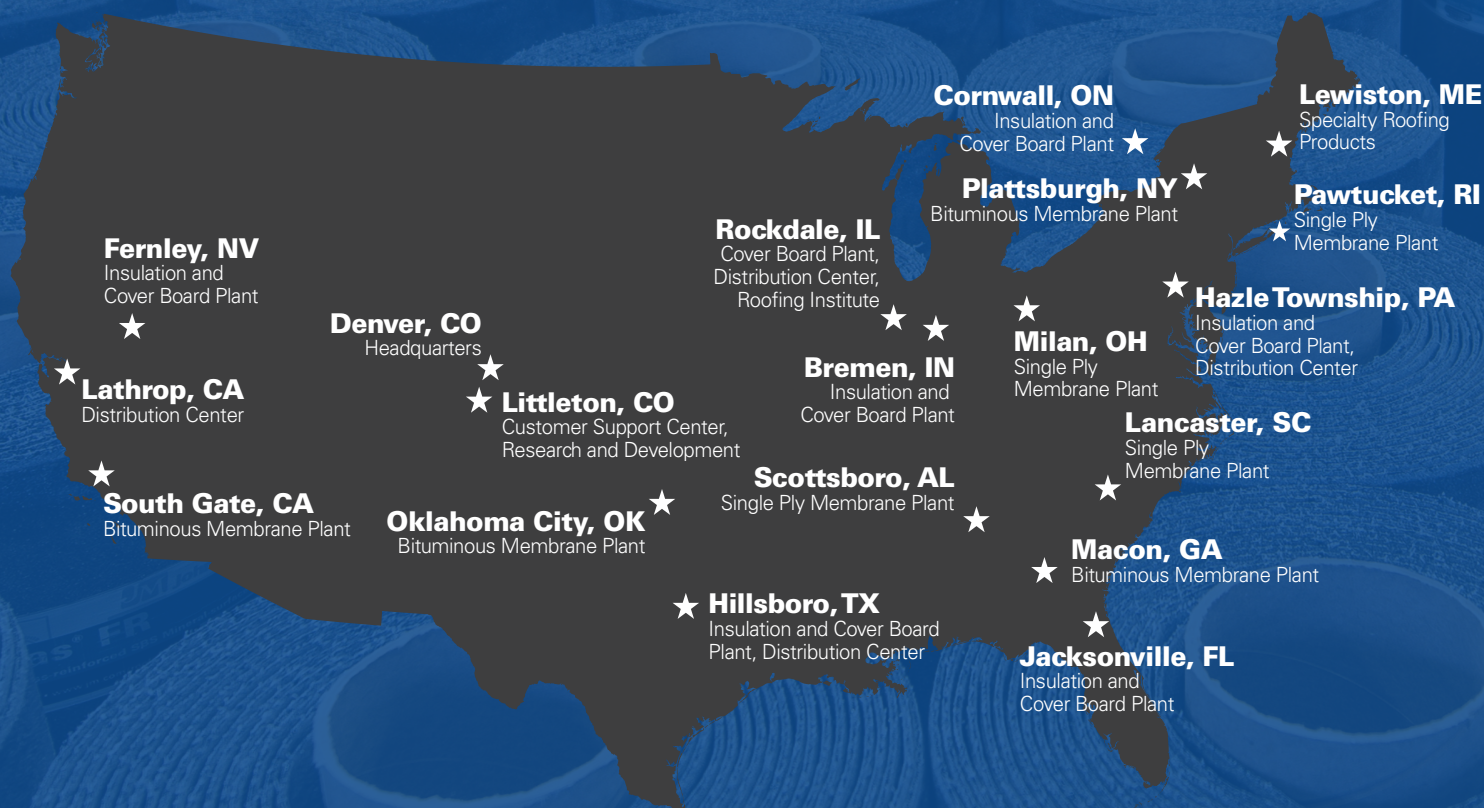 Cornwall, ON
Insulation and
Cover Board Plant
Lewiston, ME
Specialty Roofing
Products
Plattsburgh, NY
Bituminous Membrane Plant
Pawtucket, RI
Single Ply
Membrane Plant
Rockdale, IL
Cover Board Plant,
Distribution Center,
Roofing Institute
Fernley, NV
Insulation and
Cover Board Plant
Denver, CO
Headquarters
Hazle Township, PA
Insulation and
Cover Board Plant,
Distribution Center
Milan, OH
Single Ply
Membrane Plant
Bremen, IN
Insulation and
Cover Board Plant
Lathrop, CA
Distribution Center
Littleton, CO
Customer Support Center,
Research and Development
Lancaster, SC
Single Ply
Membrane Plant
Scottsboro, AL
Single Ply Membrane Plant
South Gate, CA
Bituminous Membrane Plant
Oklahoma City, OK
Bituminous Membrane Plant
Macon, GA
Bituminous Membrane Plant
Hillsboro, TX
Insulation and Cover Board
Plant, Distribution Center
Jacksonville, FL
Insulation and
Cover Board Plant